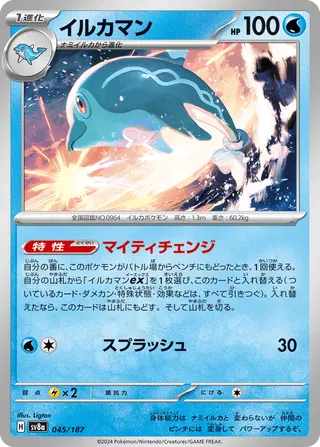 1進化
イルカマン
HP 100
ナミイルカから進化
全国図鑑NO.0964 イルカポケモン 高さ:1.3m 重さ:60.2kg
特性 マイティチェンジ
自分の番に、このポケモンがバトル場からベンチにもどったとき、1回使える。
自分の山札から「イルカマンex」を1枚選び、このカードと入れ替える(つ
いているカード・ダメカン・特殊状態・効果などは、すべて引きつぐ)。入れ替
えたカードは山札にもどす。そして山札を切る。
スプラッシュ 30
弱点 ×2 抵抗力 にげる
Illus. Ligton
H sv8a 045/187
身体能力は ナミイルカと 変わらないが 仲間の
ピンチには 変身して パワーアップするぞ。
©2024 Pokémon/Nintendo/Creatures/GAME FREAK